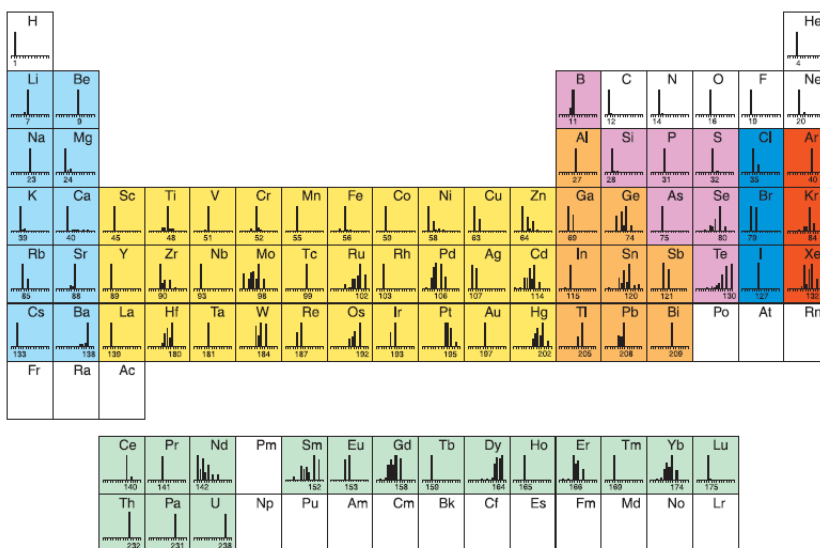 H He
1 4
Li Be B C N O F Ne
7 9 11 12 14 16 19 20
Na Mg Al Si P S Cl Ar
23 24 27 28 31 32 35 40
K Ca Sc Ti V Cr Mn Fe Co Ni Cu Zn Ga Ge As Se Br Kr
39 40 45 48 51 52 55 56 59 58 63 64 69 74 75 80 79 84
Rb Sr Y Zr Nb Mo Tc Ru Rh Pd Ag Cd In Sn Sb Te I Xe
85 88 89 90 93 98 99 102 103 106 107 114 115 120 121 130 127 132
Cs Ba La Hf Ta W Re Os Ir Pt Au Hg Tl Pb Bi Po At Rn
133 138 139 180 181 184 187 192 193 195 197 202 205 208 209
Fr Ra Ac
Ce Pr Nd Pm Sm Eu Gd Tb Dy Ho Er Tm Yb Lu
140 141 142 152 153 158 159 164 165 166 169 174 175
Th Pa U Np Pu Am Cm Bk Cf Es Fm Md No Lr
232 231 238